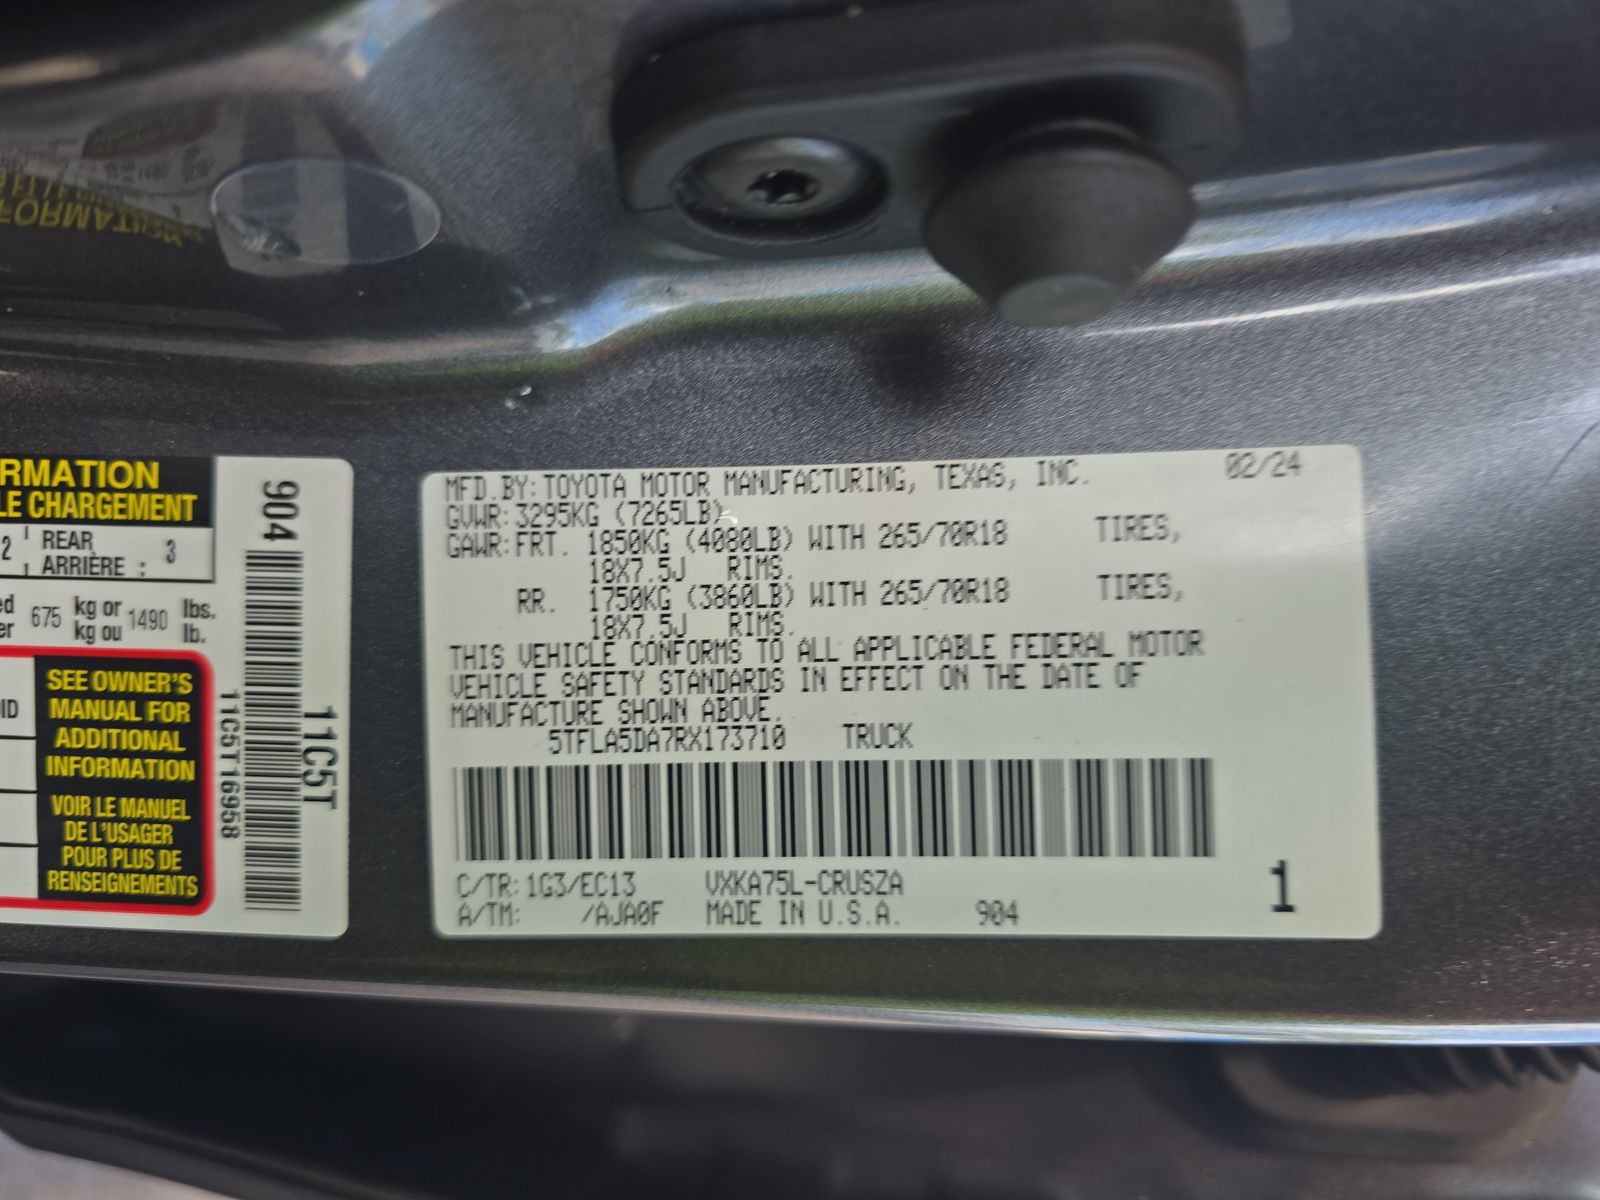 RMATION
LE CHARGEMENT
2 REAR
ARRIÈRE : 3
ed 675 kg or 1490 lbs.
er kg ou lb.
SEE OWNER'S
MANUAL FOR
ADDITIONAL
INFORMATION
VOIR LE MANUEL
DE L'USAGER
POUR PLUS DE
RENSEIGNEMENTS
OID
904
11C5T
11C5T16958
MFD.BY:TOYOTA MOTOR MANUFACTURING, TEXAS, INC. 02/24
GVWR:3295KG (7265LB)
GAWR:FRT. 1850KG (4080LB) WITH 265/70R18 TIRES,
18X7.5J RIMS.
RR. 1750KG (3860LB) WITH 265/70R18 TIRES,
18X7.5J RIMS.
THIS VEHICLE CONFORMS TO ALL APPLICABLE FEDERAL MOTOR
VEHICLE SAFETY STANDARDS IN EFFECT ON THE DATE OF
MANUFACTURE SHOWN ABOVE.
5TFLA5DA7RX173710 TRUCK
C/TR:1G3/EC13 VXKA75L-CRUSZA
A/TM: /AJA0F MADE IN U.S.A. 904
1
FORMATION